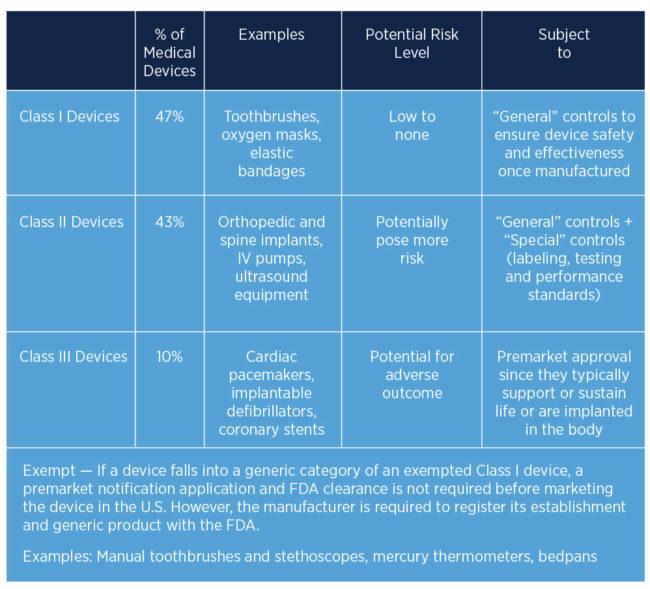 % of
Medical
Devices
Examples
Potential Risk
Level
Subject
to
Class I Devices
47%
Toothbrushes,
oxygen masks,
elastic
bandages
Low to
none
“General” controls to
ensure device safety
and effectiveness
once manufactured
Class II Devices
43%
Orthopedic and
spine implants,
IV pumps,
ultrasound
equipment
Potentially
pose more
risk
“General” controls +
“Special” controls
(labeling, testing
and performance
standards)
Class III Devices
10%
Cardiac
pacemakers,
implantable
defibrillators,
coronary stents
Potential for
adverse
outcome
Premarket approval
since they typically
support or sustain
life or are implanted
in the body
Exempt — If a device falls into a generic category of an exempted Class I device, a
premarket notification application and FDA clearance is not required before marketing
the device in the U.S. However, the manufacturer is required to register its establishment
and generic product with the FDA.
Examples: Manual toothbrushes and stethoscopes, mercury thermometers, bedpans